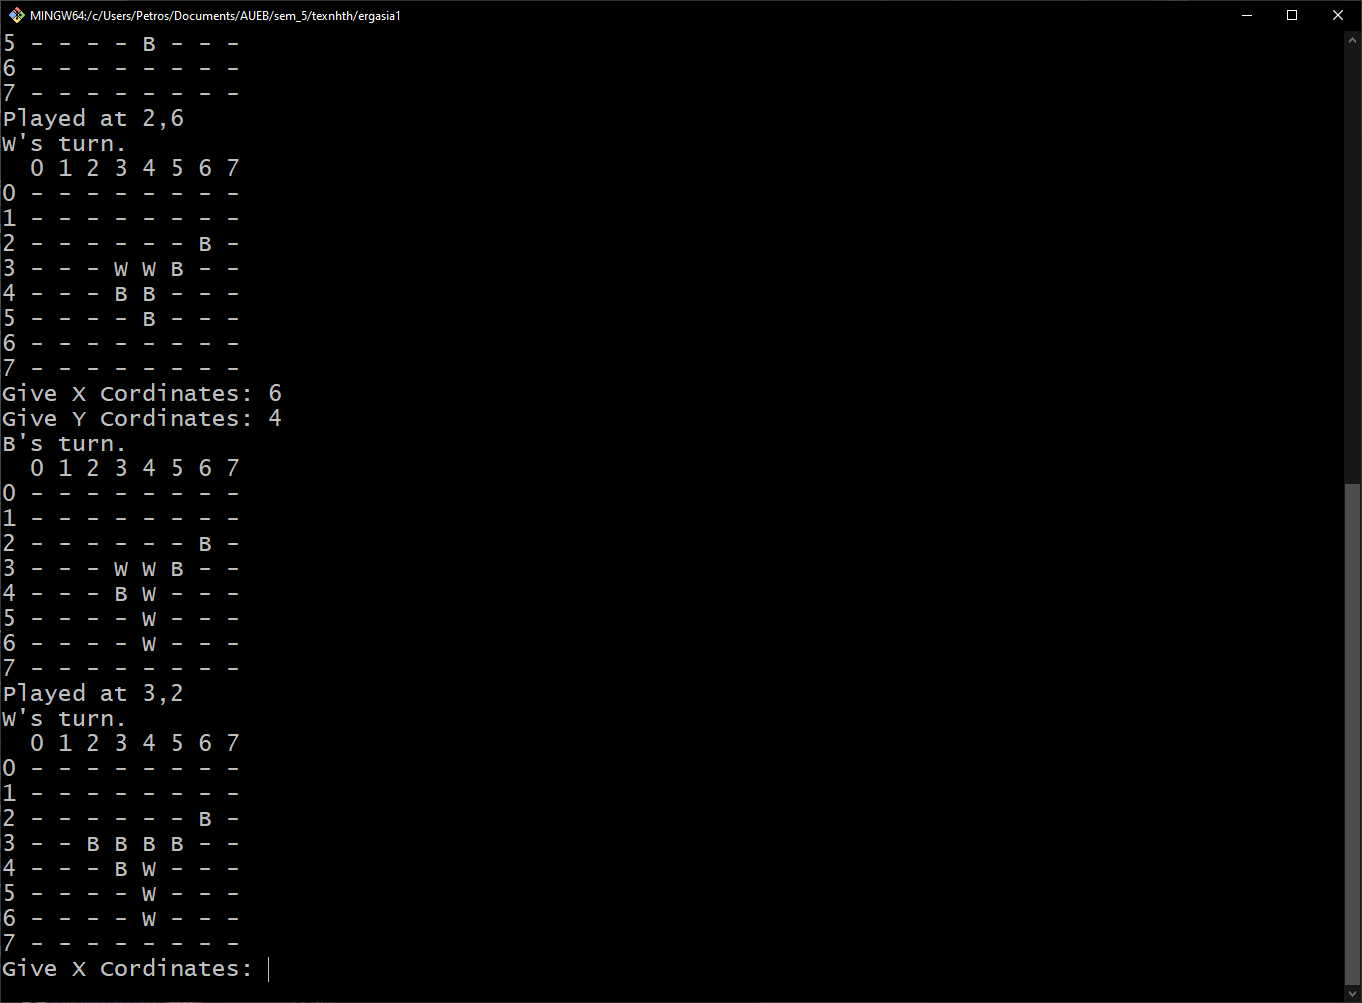 MINGW64:/c/Users/Petros/Documents/AUEB/sem_5/texnhth/ergasia1
5 - - - - B - - -
6 - - - - - - - -
7 - - - - - - - -
Played at 2,6
W's turn.
  0 1 2 3 4 5 6 7
0 - - - - - - - -
1 - - - - - - - -
2 - - - - - - B -
3 - - - W W B - -
4 - - - B B - - -
5 - - - - B - - -
6 - - - - - - - -
7 - - - - - - - -
Give X Cordinates: 6
Give Y Cordinates: 4
B's turn.
  0 1 2 3 4 5 6 7
0 - - - - - - - -
1 - - - - - - - -
2 - - - - - - B -
3 - - - W W B - -
4 - - - B W - - -
5 - - - - W - - -
6 - - - - W - - -
7 - - - - - - - -
Played at 3,2
W's turn.
  0 1 2 3 4 5 6 7
0 - - - - - - - -
1 - - - - - - - -
2 - - - - - - B -
3 - - B B B B - -
4 - - - B W - - -
5 - - - - W - - -
6 - - - - W - - -
7 - - - - - - - -
Give X Cordinates: